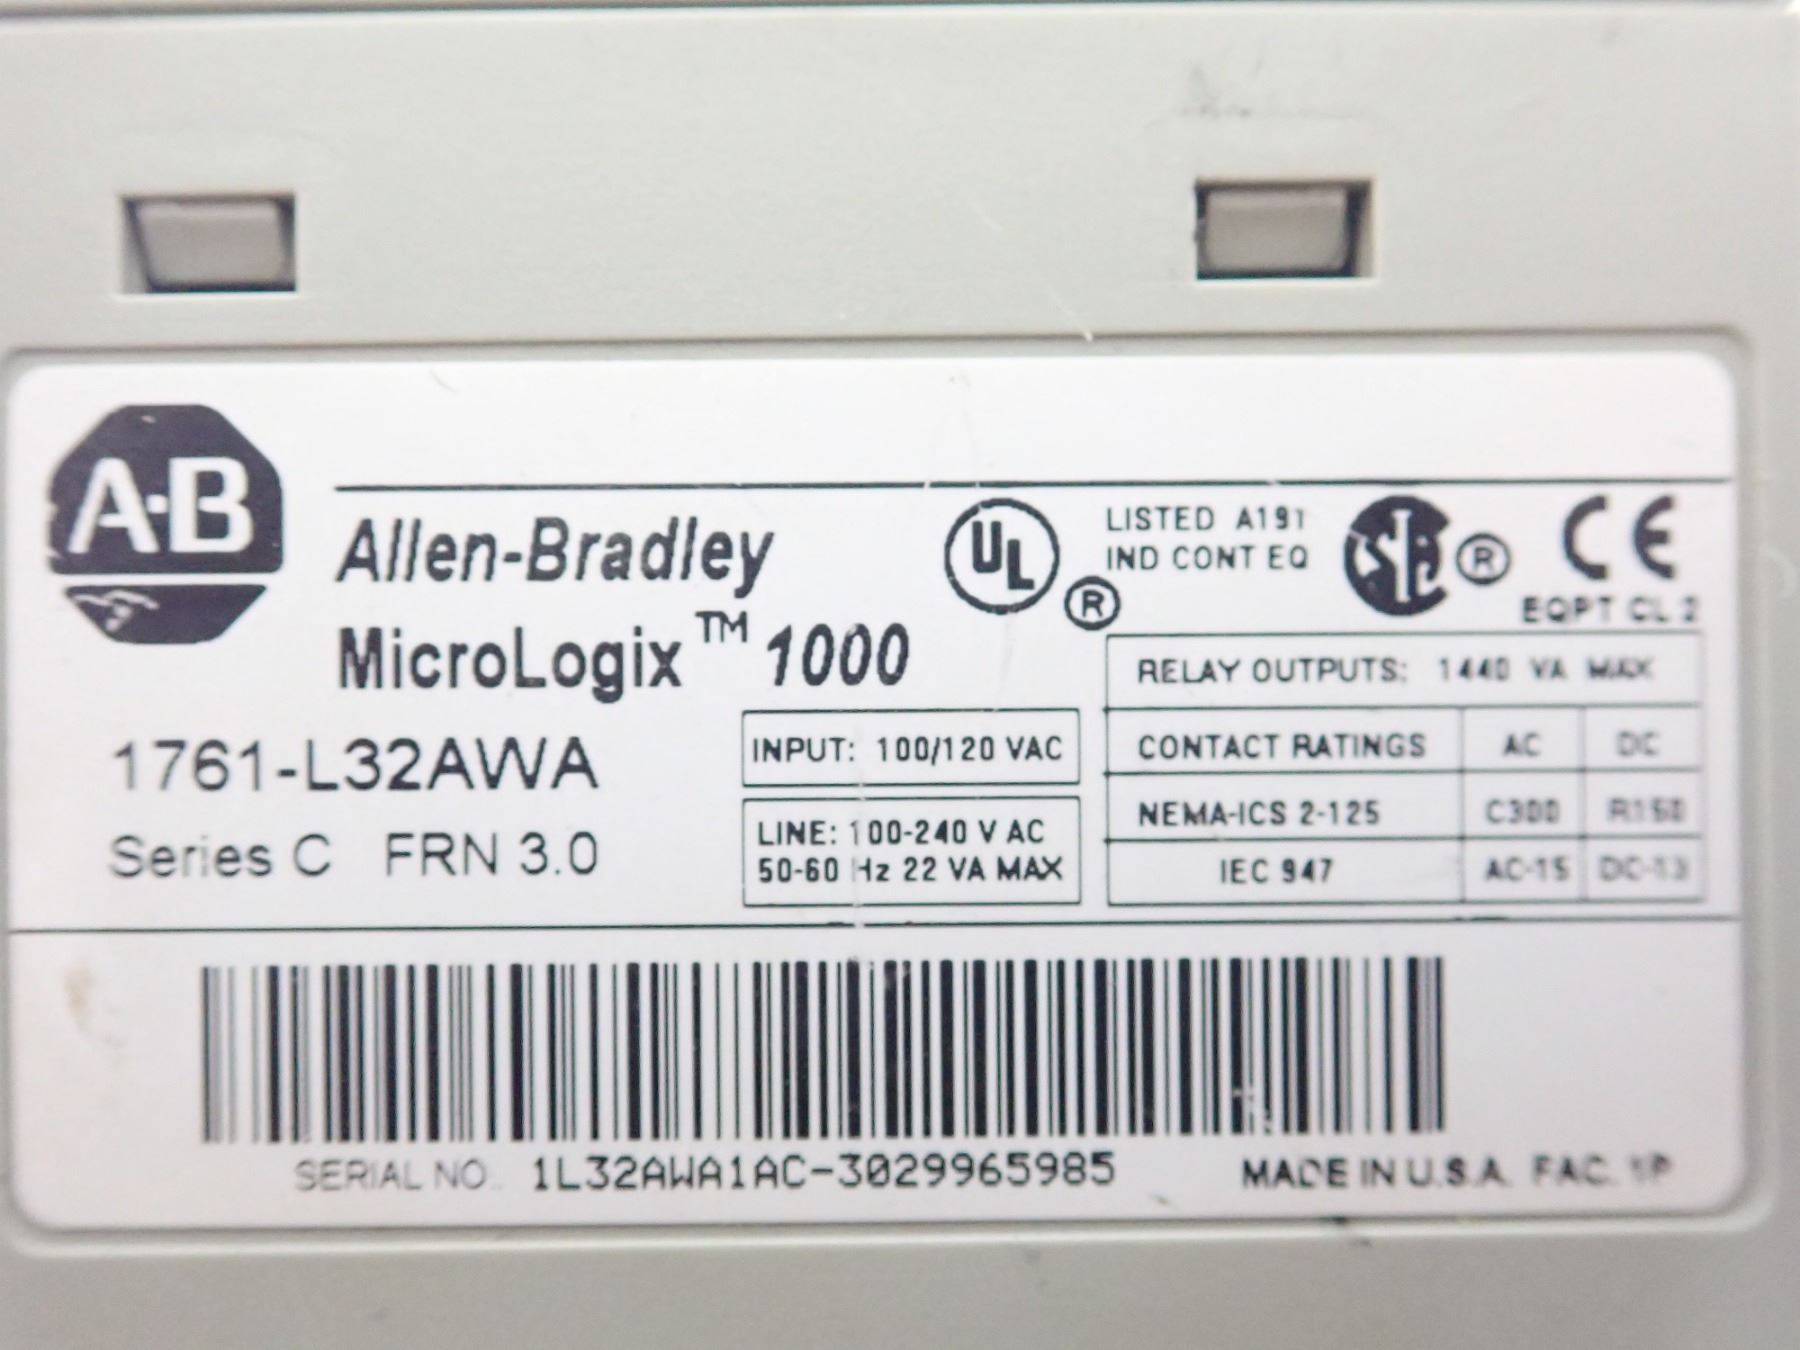 A-B
Allen-Bradley
MicroLogix™ 1000
1761-L32AWA
Series C FRN 3.0
UL ®
LISTED A191
IND CONT EQ
SA ®
CE
EQPT CL 2
INPUT: 100/120 VAC
LINE: 100-240 V AC
50-60 Hz 22 VA MAX
RELAY OUTPUTS: 1440 VA MAX
CONTACT RATINGS AC DC
NEMA-ICS 2-125 C300 R150
IEC 947 AC-15 DC-13
SERIAL NO. 1L32AWA1AC-3029965985
MADE IN U.S.A. FAC. 1P